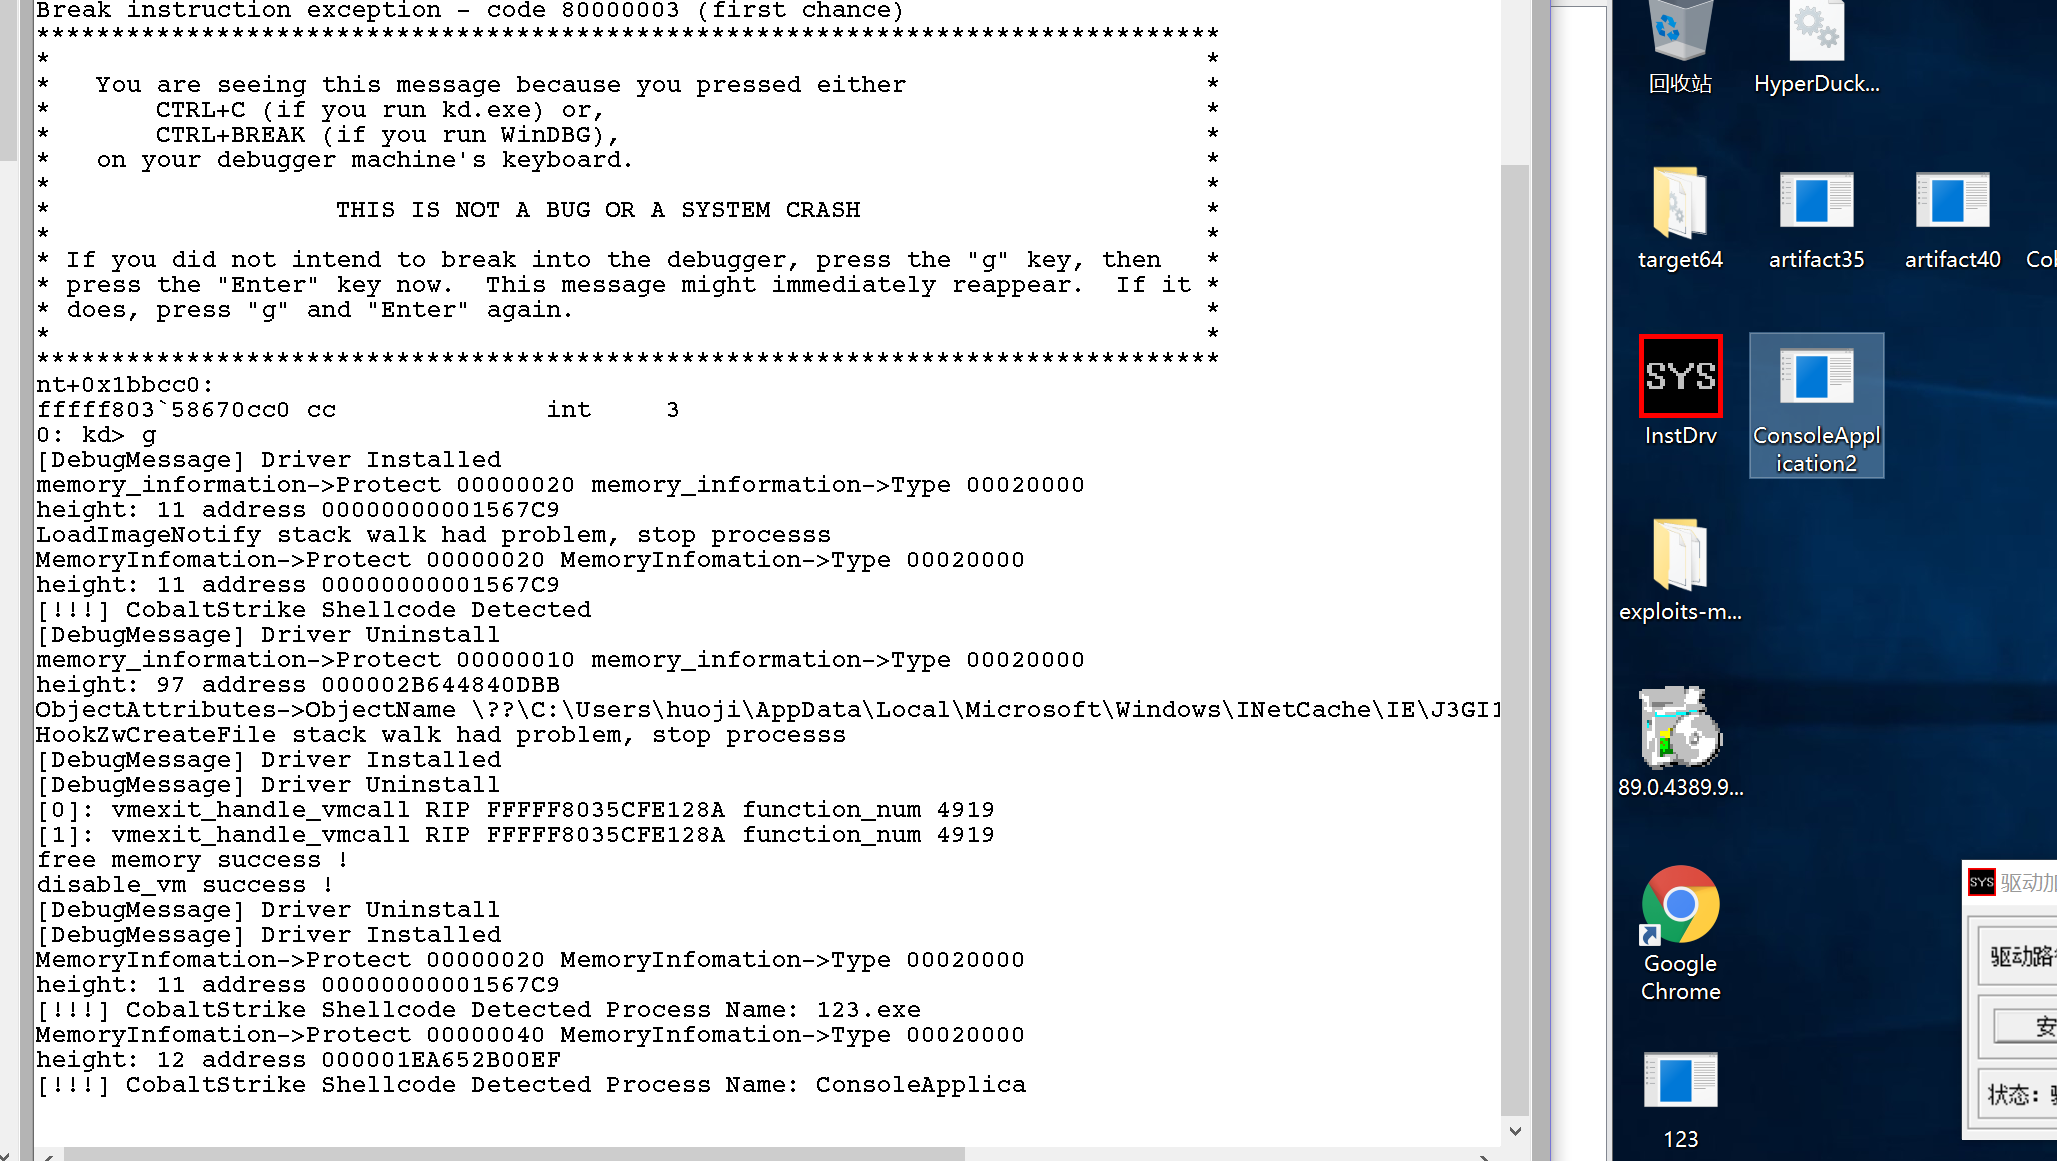 Break instruction exception - code 80000003 (first chance)
*******************************************************************************
*                                                                             *
*   You are seeing this message because you pressed either                    *
*       CTRL+C (if you run kd.exe) or,                                        *
*       CTRL+BREAK (if you run WinDBG),                                       *
*   on your debugger machine's keyboard.                                      *
*                                                                             *
*                   THIS IS NOT A BUG OR A SYSTEM CRASH                       *
*                                                                             *
* If you did not intend to break into the debugger, press the "g" key, then   *
* press the "Enter" key now.  This message might immediately reappear.  If it *
* does, press "g" and "Enter" again.                                          *
*                                                                             *
*******************************************************************************
nt+0x1bbcc0:
fffff803`58670cc0 cc              int     3
0: kd> g
[DebugMessage] Driver Installed
memory_information->Protect 00000020 memory_information->Type 00020000
height: 11 address 00000000001567C9
LoadImageNotify stack walk had problem, stop processs
MemoryInfomation->Protect 00000020 MemoryInfomation->Type 00020000
height: 11 address 00000000001567C9
[!!!] CobaltStrike Shellcode Detected
[DebugMessage] Driver Uninstall
memory_information->Protect 00000010 memory_information->Type 00020000
height: 97 address 000002B644840DBB
ObjectAttributes->ObjectName \??\C:\Users\huoji\AppData\Local\Microsoft\Windows\INetCache\IE\J3GI1
HookZwCreateFile stack walk had problem, stop processs
[DebugMessage] Driver Installed
[DebugMessage] Driver Uninstall
[0]: vmexit_handle_vmcall RIP FFFFF8035CFE128A function_num 4919
[1]: vmexit_handle_vmcall RIP FFFFF8035CFE128A function_num 4919
free memory success !
disable_vm success !
[DebugMessage] Driver Uninstall
[DebugMessage] Driver Installed
MemoryInfomation->Protect 00000020 MemoryInfomation->Type 00020000
height: 11 address 00000000001567C9
[!!!] CobaltStrike Shellcode Detected Process Name: 123.exe
MemoryInfomation->Protect 00000040 MemoryInfomation->Type 00020000
height: 12 address 000001EA652B00EF
[!!!] CobaltStrike Shellcode Detected Process Name: ConsoleApplica
回收站
HyperDuck...
target64
artifact35
artifact40
SYS
InstDrv
ConsoleAppl
ication2
exploits-m...
89.0.4389.9...
Google
Chrome
123
SYS 驱动加
驱动路
安
状态：